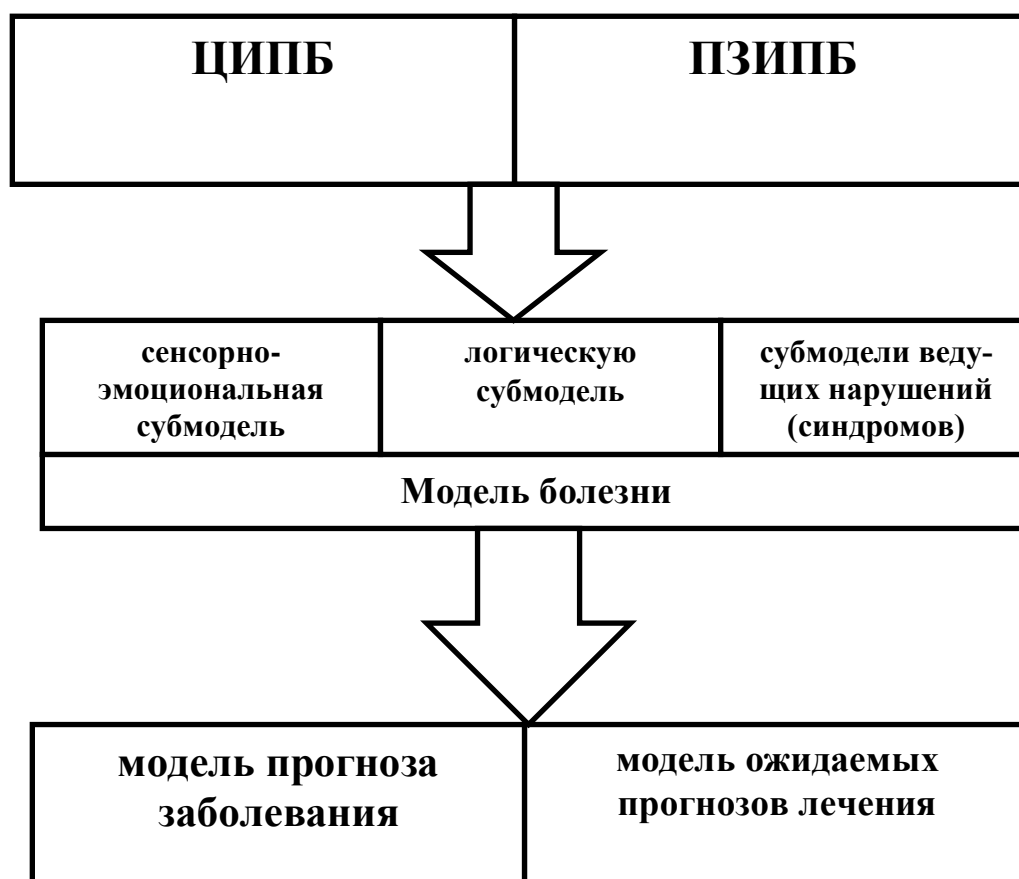 ЦИПБ
ПЗИПБ
сенсорно-
эмоциональная
субмодель
логическую
субмодель
субмодели веду-
щих нарушений
(синдромов)
Модель болезни
модель прогноза
заболевания
модель ожидаемых
прогнозов лечения